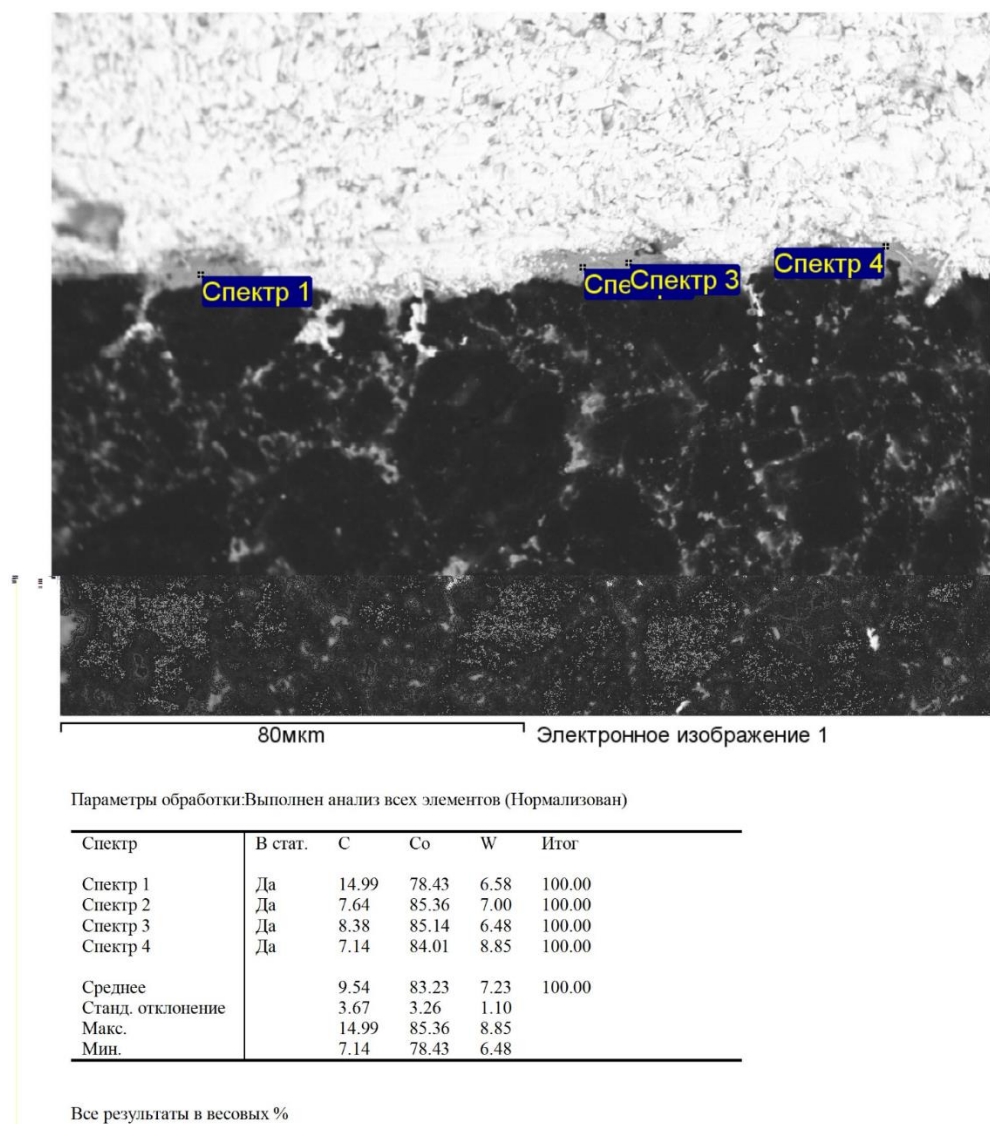 Спектр 1
Спе
Спектр 3
Спектр 4
80мкm
Электронное изображение 1
Параметры обработки:Выполнен анализ всех элементов (Нормализован)
Спектр В стат. C Co W Итог
Спектр 1 Да 14.99 78.43 6.58 100.00
Спектр 2 Да 7.64 85.36 7.00 100.00
Спектр 3 Да 8.38 85.14 6.48 100.00
Спектр 4 Да 7.14 84.01 8.85 100.00
Среднее 9.54 83.23 7.23 100.00
Станд. отклонение 3.67 3.26 1.10
Макс. 14.99 85.36 8.85
Мин. 7.14 78.43 6.48
Все результаты в весовых %